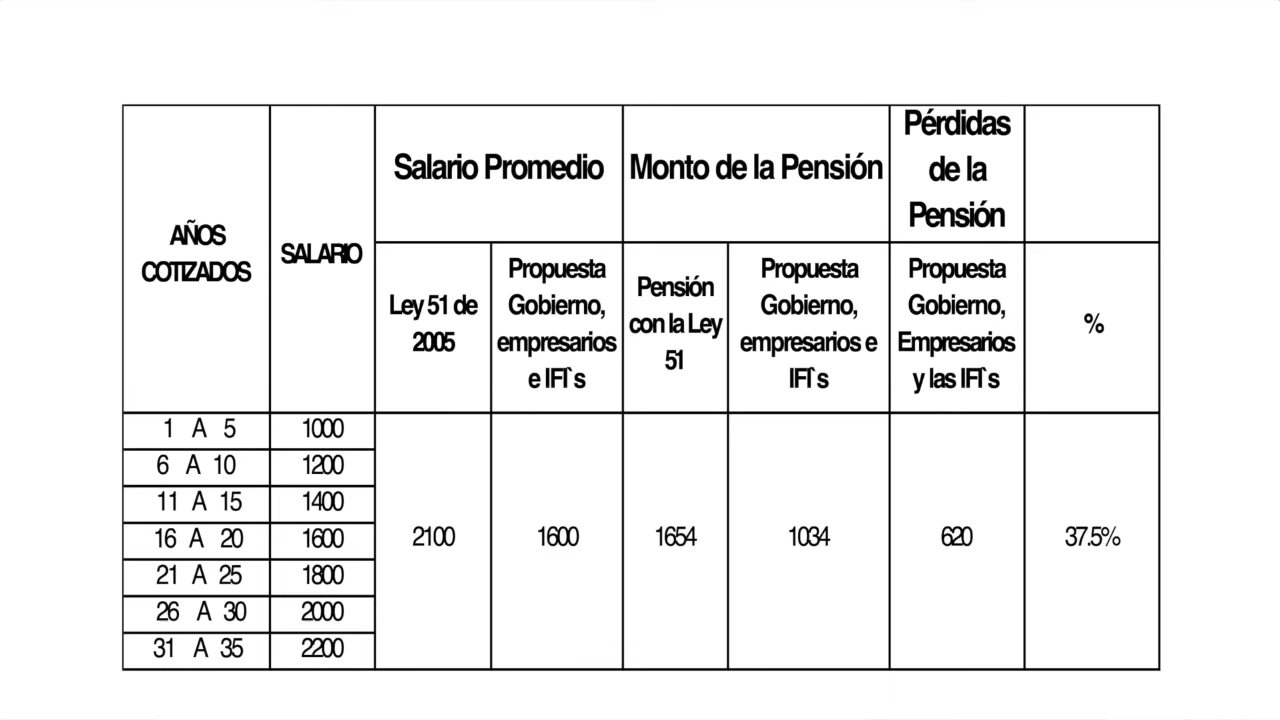 AÑOS
COTIZADOS
SALARIO
Salario Promedio
Monto de la Pensión
Pérdidas
de la
Pensión
Ley 51 de
2005
Propuesta
Gobierno,
empresarios
e IFI`s
Pensión
con la Ley
51
Propuesta
Gobierno,
empresarios e
IFI`s
Propuesta
Gobierno,
Empresarios
y las IFI`s
%
1 A 5 1000
6 A 10 1200
11 A 15 1400
16 A 20 1600 2100 1600 1654 1034 620 37.5%
21 A 25 1800
26 A 30 2000
31 A 35 2200